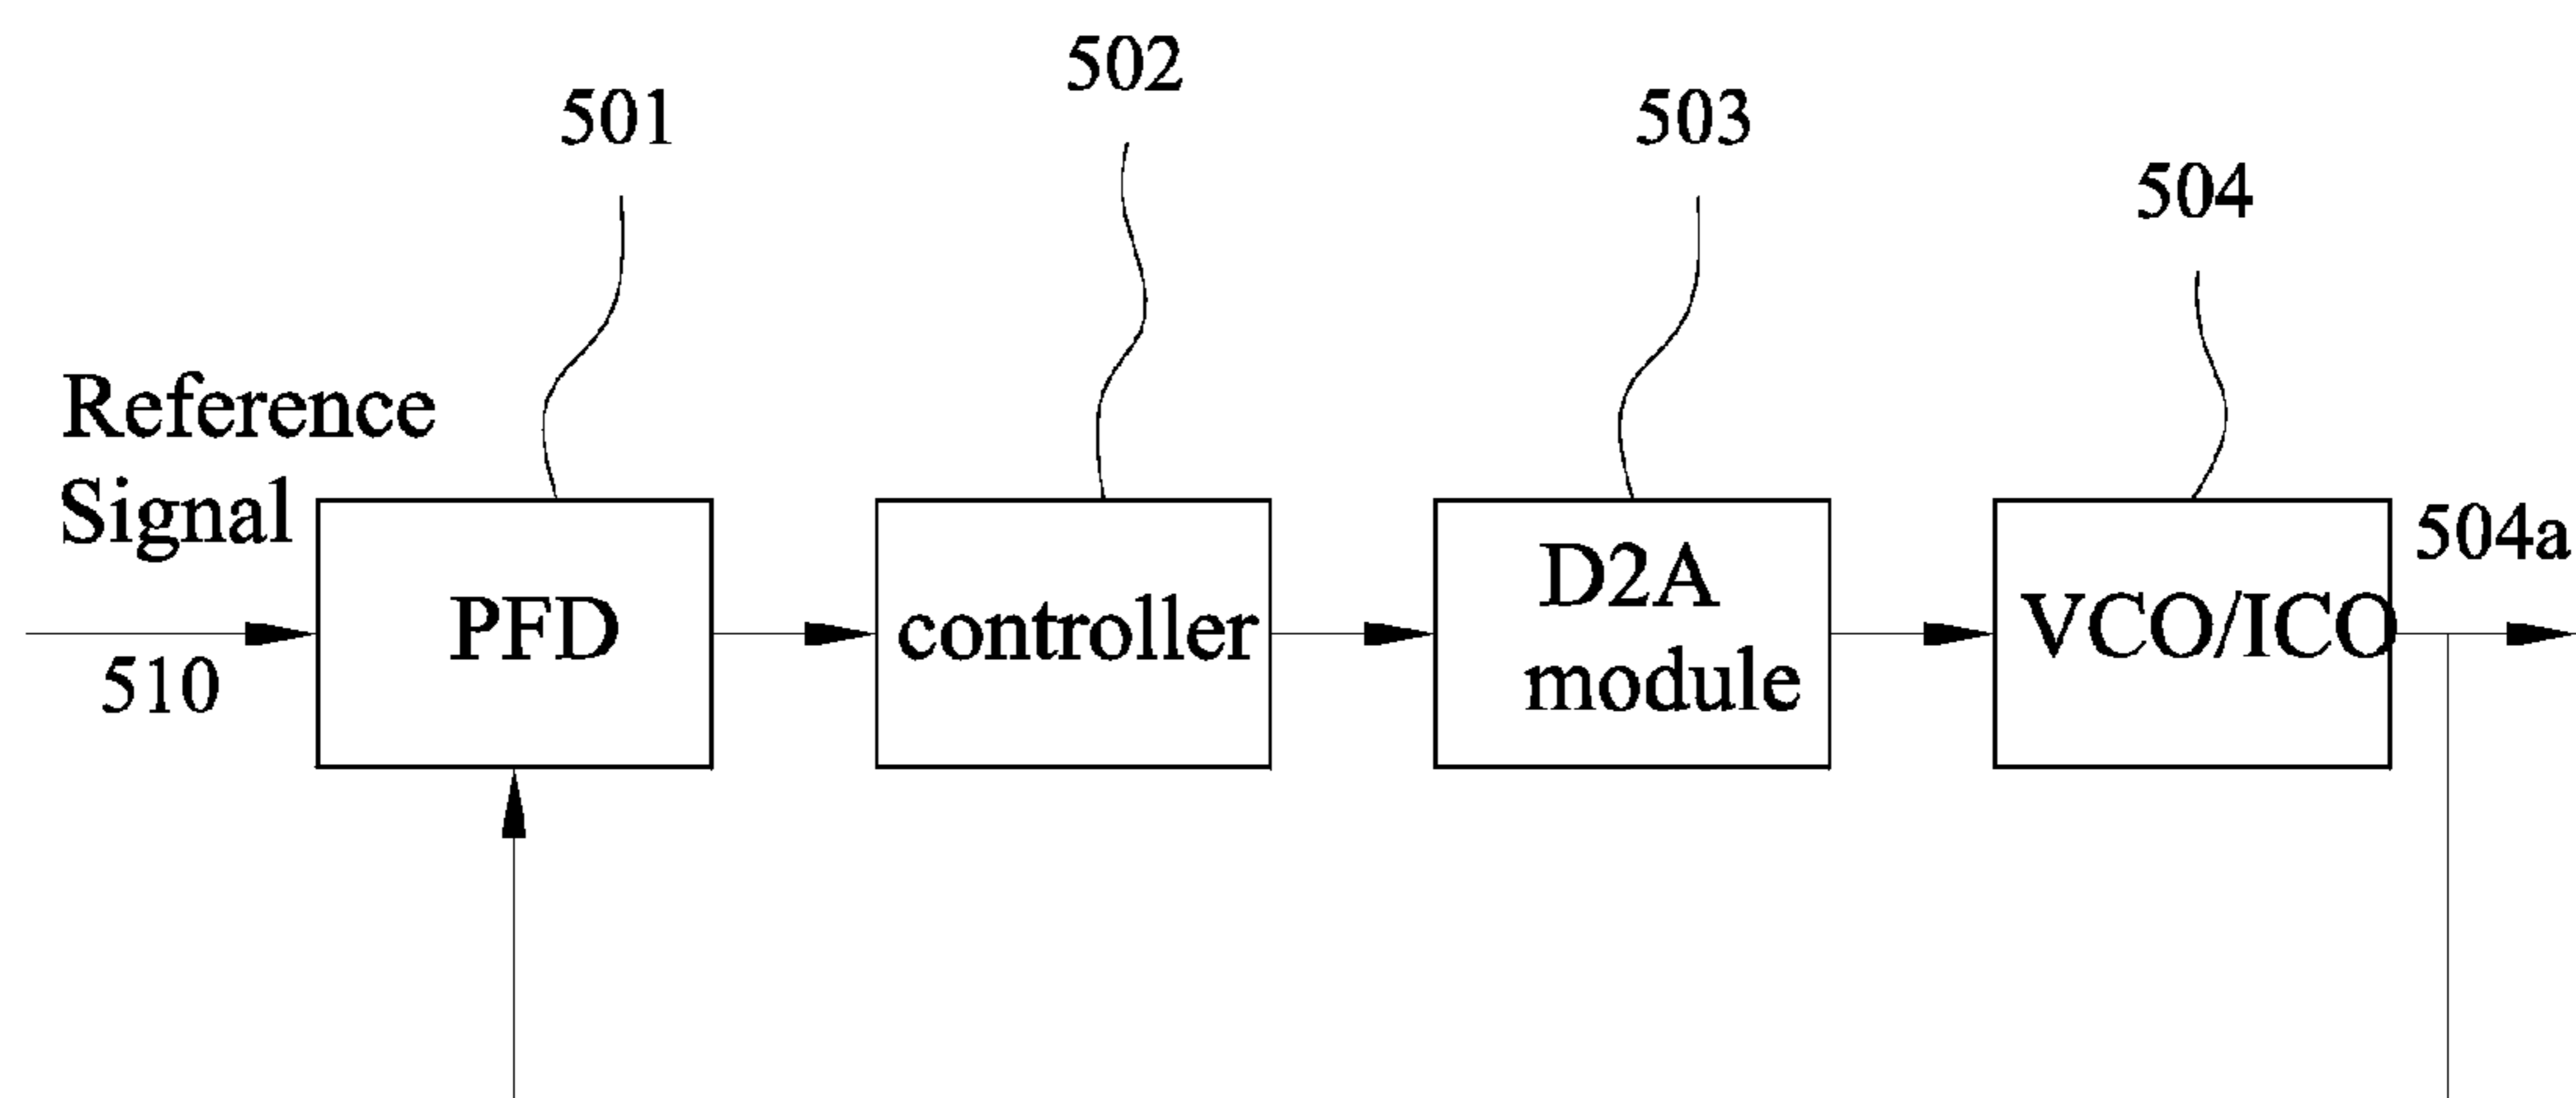 502
501
503
504
Reference
Signal
504a
510
PFD
controller
D2A
module
VCO/ICO